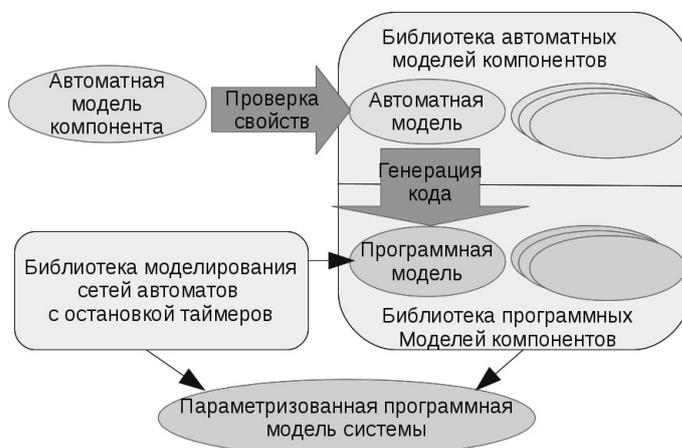 Библиотека автоматных
моделей компонентов
Автоматная
модель
компонента
Проверка
свойств
Автоматная
модель
Генерация
кода
Программная
модель
Библиотека моделирования
сетей автоматов
с остановкой таймеров
Библиотека программных
Моделей компонентов
Параметризованная программная
модель системы